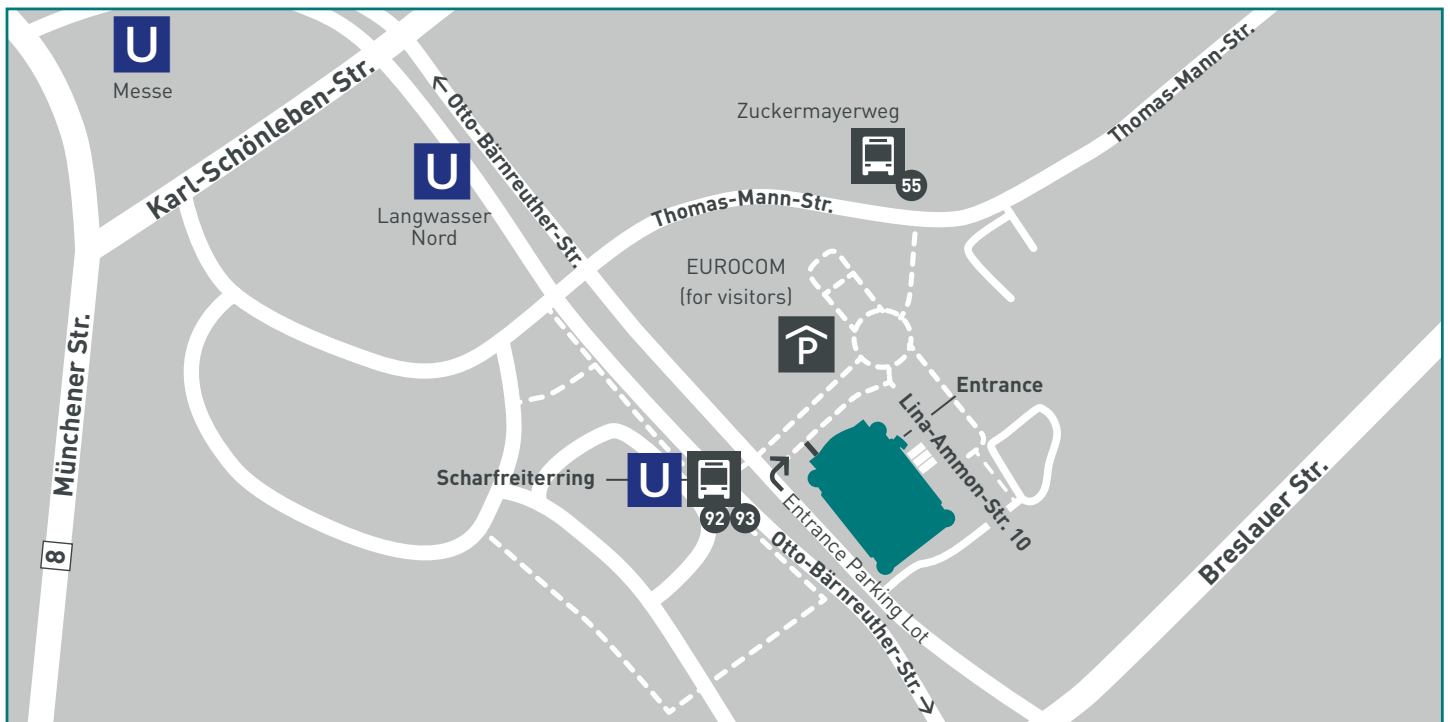 U
Messe
Karl-Schönleben-Str.
Otto-Bärnreuther-Str.
Thomas-Mann-Str.
Zuckermayerweg
55
U
Langwasser
Nord
Thomas-Mann-Str.
EUROCOM
(for visitors)
P
Entrance
Lina-Ammon-Str. 10
Münchener Str.
8
Scharfreiterring
U
92
93
Entrance Parking Lot
Otto-Bärnreuther-Str.
Breslauer Str.